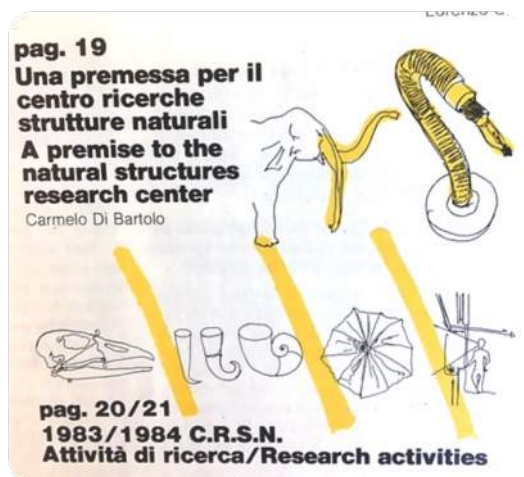 pag. 19
Una premessa per il
centro ricerche
strutture naturali
A premise to the
natural structures
research center
Carmelo Di Bartolo
pag. 20/21
1983/1984 C.R.S.N.
Attività di ricerca/Research activities